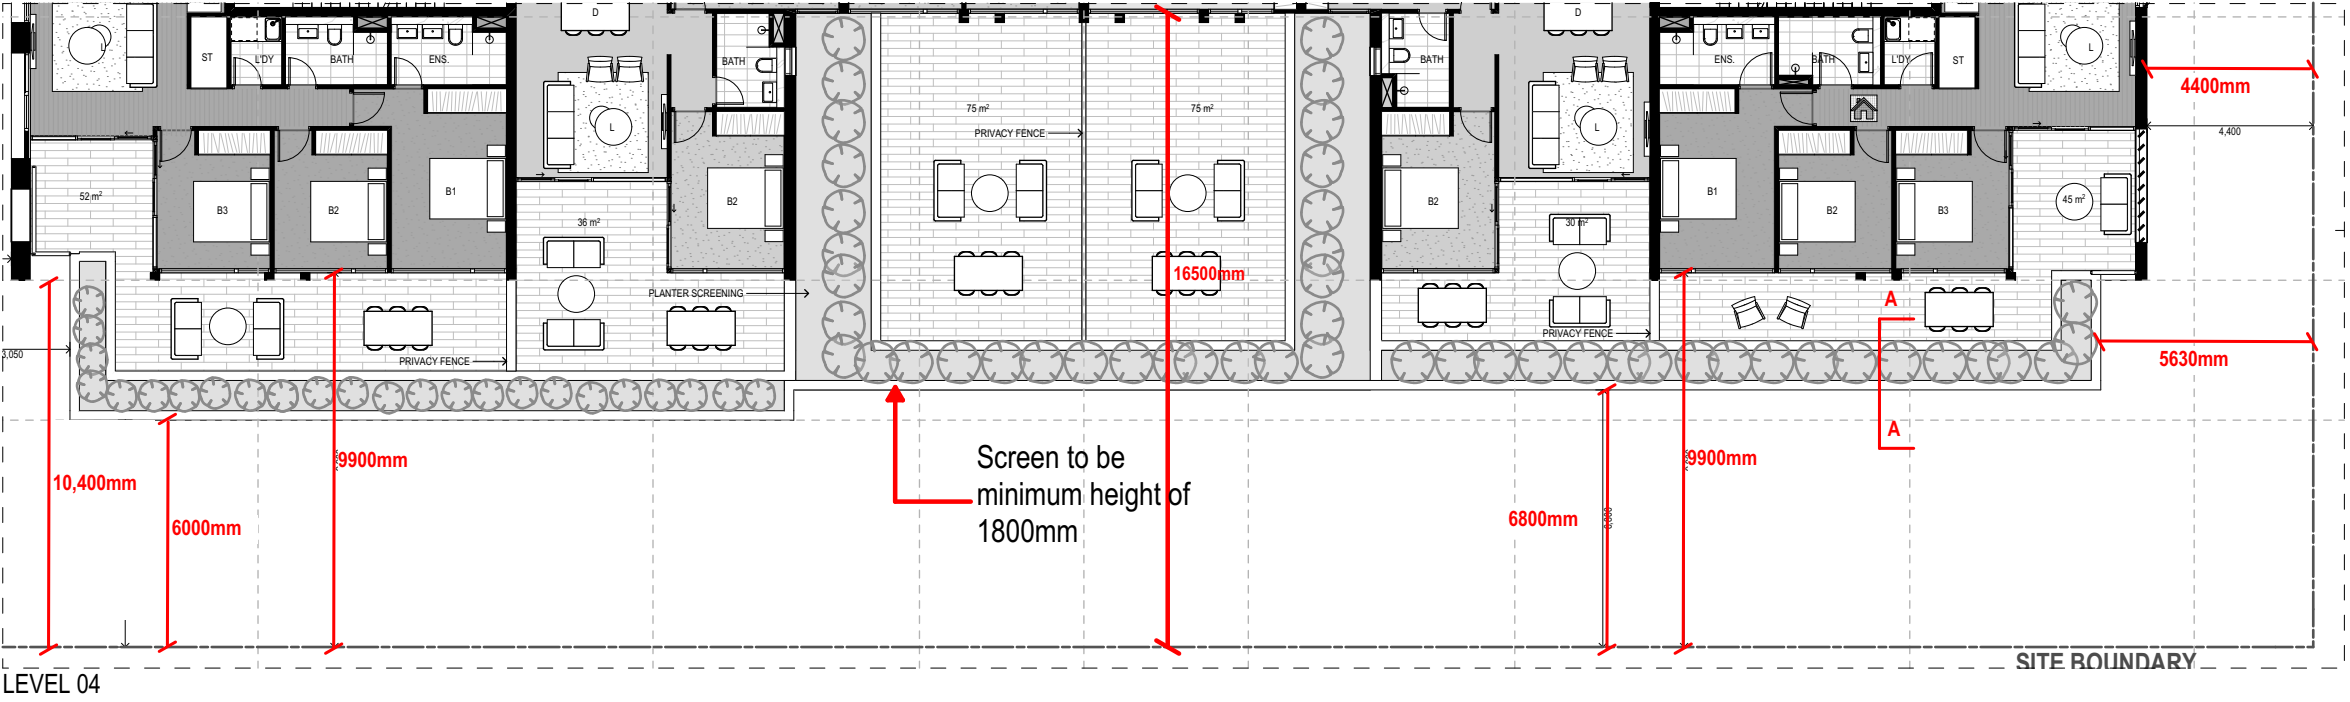 D
D
L
ST
L'DY
BATH
ENS.
BATH
BATH
ENS.
BATH
L'DY
ST
L
4400mm
75 m²
75 m²
4,400
L
PRIVACY FENCE
L
52 m²
B3
B2
B1
36 m²
B2
B2
30 m²
B1
B2
B3
45 m²
16500mm
PLANTER SCREENING
A
PRIVACY FENCE
3,050
PRIVACY FENCE
5630mm
A
Screen to be
minimum height of
1800mm
9900mm
9900mm
10,400mm
6000mm
6800mm
SITE BOUNDARY
LEVEL 04